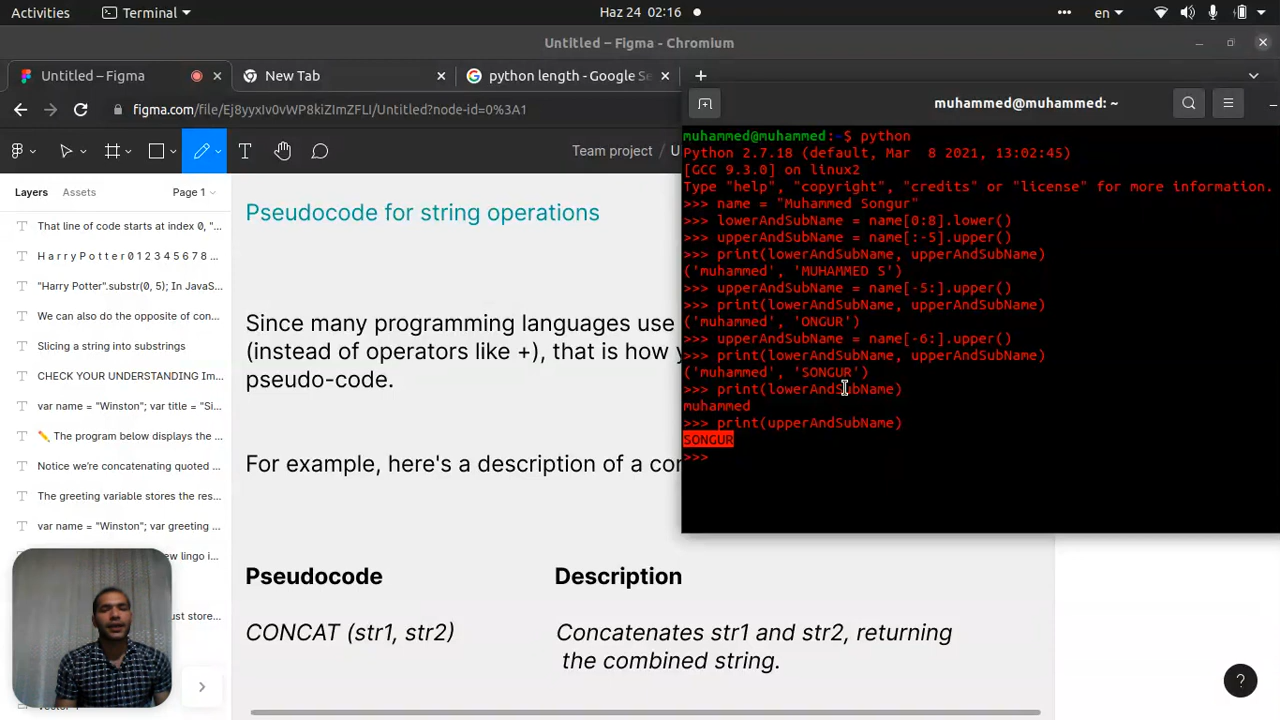 Activities
Terminal
Haz 24 02:16
en
Untitled – Figma - Chromium
Untitled – Figma
New Tab
python length - Google Se
figma.com/file/Ej8yyxIv0vWP8kiZImZFLI/Untitled?node-id=0%3A1
Team project / U
Layers
Assets
Page 1
That line of code starts at index 0, "...
H a r r y P o t t e r 0 1 2 3 4 5 6 7 8 ...
"Harry Potter".substr(0, 5); In JavaS...
We can also do the opposite of con...
Slicing a string into substrings
CHECK YOUR UNDERSTANDING Im...
var name = "Winston"; var title = "Si...
✏️ The program below displays the ...
Notice we're concatenating quoted ...
The greeting variable stores the res...
var name = "Winston"; var greeting ...
ew lingo i...
ust store...
Pseudocode for string operations
Since many programming languages use
(instead of operators like +), that is how y
pseudo-code.
For example, here's a description of a co
Pseudocode
Description
CONCAT (str1, str2)
Concatenates str1 and str2, returning
the combined string.
muhammed@muhammed: ~
muhammed@muhammed:~$ python
Python 2.7.18 (default, Mar  8 2021, 13:02:45)
[GCC 9.3.0] on linux2
Type "help", "copyright", "credits" or "license" for more information.
>>> name = "Muhammed Songur"
>>> lowerAndSubName = name[0:8].lower()
>>> upperAndSubName = name[:-5].upper()
>>> print(lowerAndSubName, upperAndSubName)
('muhammed', 'MUHAMMED S')
>>> upperAndSubName = name[-5:].upper()
>>> print(lowerAndSubName, upperAndSubName)
('muhammed', 'ONGUR')
>>> upperAndSubName = name[-6:].upper()
>>> print(lowerAndSubName, upperAndSubName)
('muhammed', 'SONGUR')
>>> print(lowerAndSubName)
muhammed
>>> print(upperAndSubName)
SONGUR
>>>
?